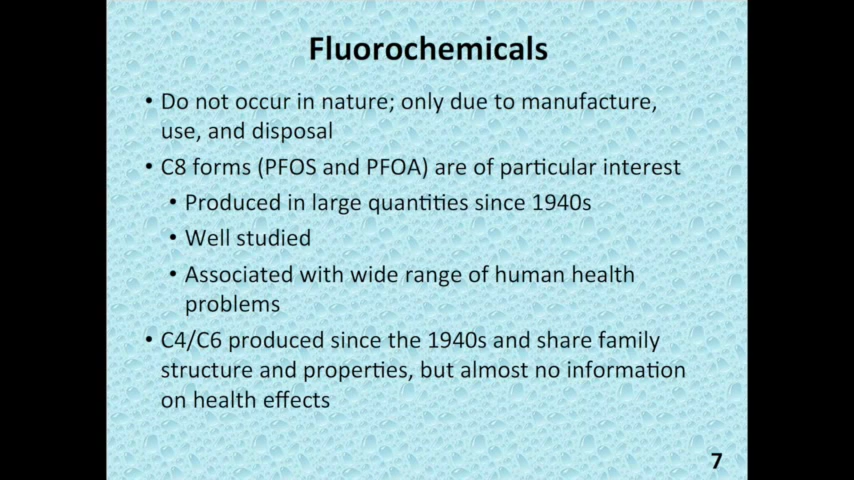 Fluorochemicals
• Do not occur in nature; only due to manufacture,
use, and disposal
• C8 forms (PFOS and PFOA) are of particular interest
• Produced in large quantities since 1940s
• Well studied
• Associated with wide range of human health
problems
• C4/C6 produced since the 1940s and share family
structure and properties, but almost no information
on health effects
7